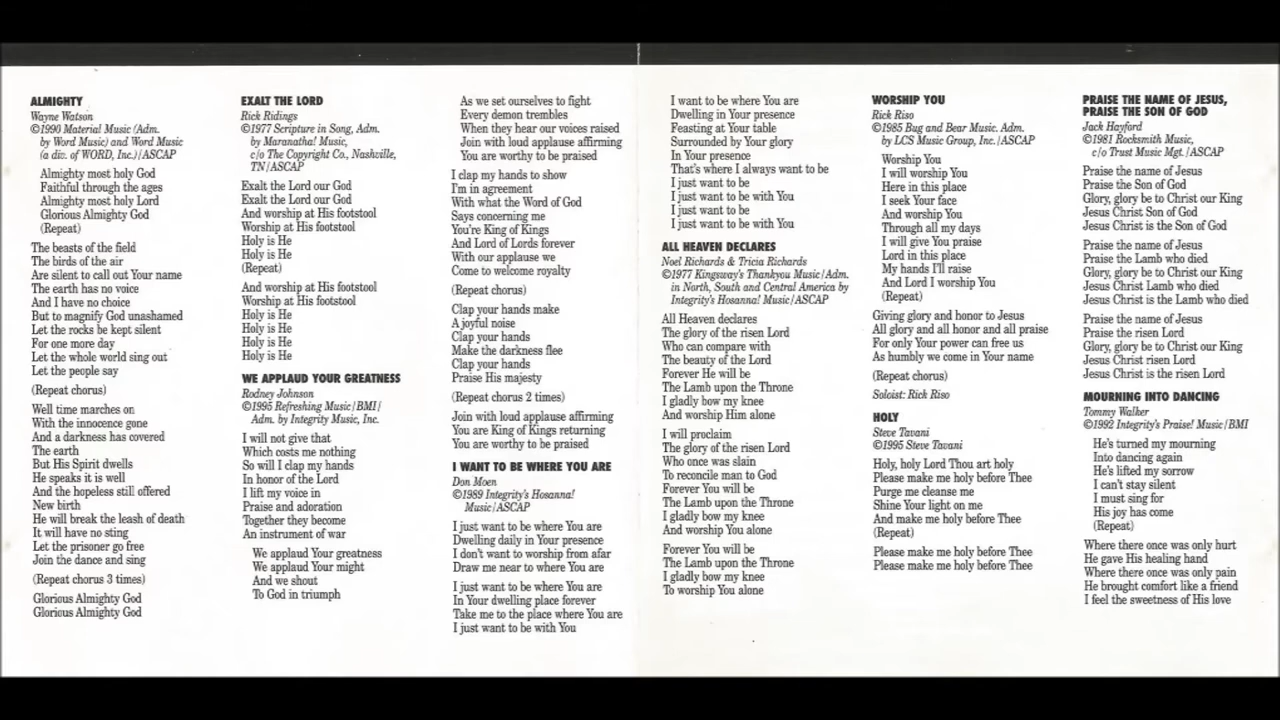 ALMIGHTY
Wayne Watson
©1990 Material Music (Adm.
by Word Music) and Word Music
(a div. of WORD, Inc.)/ASCAP
Almighty most holy God
Faithful through the ages
Almighty most holy Lord
Glorious Almighty God
(Repeat)
The beasts of the field
The birds of the air
Are silent to call out Your name
The earth has no voice
And I have no choice
But to magnify God unashamed
Let the rocks be kept silent
For one more day
Let the whole world sing out
Let the people say
(Repeat chorus)
Well time marches on
With the innocence gone
And a darkness has covered
The earth
But His Spirit dwells
He speaks it is well
And the hopeless still offered
New birth
He will break the leash of death
It will have no sting
Let the prisoner go free
Join the dance and sing
(Repeat chorus 3 times)
Glorious Almighty God
Glorious Almighty God
EXALT THE LORD
Rick Ridings
©1977 Scripture in Song, Adm.
by Maranatha! Music,
c/o The Copyright Co., Nashville,
TN/ASCAP
Exalt the Lord our God
Exalt the Lord our God
And worship at His footstool
Worship at His footstool
Holy is He
Holy is He
(Repeat)
And worship at His footstool
Worship at His footstool
Holy is He
Holy is He
Holy is He
Holy is He
WE APPLAUD YOUR GREATNESS
Rodney Johnson
©1995 Refreshing Music/BMI/
Adm. by Integrity Music, Inc.
I will not give that
Which costs me nothing
So will I clap my hands
In honor of the Lord
I lift my voice in
Praise and adoration
Together they become
An instrument of war
We applaud Your greatness
We applaud Your might
And we shout
To God in triumph
As we set ourselves to fight
Every demon trembles
When they hear our voices raised
Join with loud applause affirming
You are worthy to be praised
I clap my hands to show
I'm in agreement
With what the Word of God
Says concerning me
You're King of Kings
And Lord of Lords forever
With our applause we
Come to welcome royalty
(Repeat chorus)
Clap your hands make
A joyful noise
Clap your hands
Make the darkness flee
Clap your hands
Praise His majesty
(Repeat chorus 2 times)
Join with loud applause affirming
You are King of Kings returning
You are worthy to be praised
I WANT TO BE WHERE YOU ARE
Don Moen
©1989 Integrity's Hosanna!
Music/ASCAP
I just want to be where You are
Dwelling daily in Your presence
I don't want to worship from afar
Draw me near to where You are
I just want to be where You are
In Your dwelling place forever
Take me to the place where You are
I just want to be with You
I want to be where You are
Dwelling in Your presence
Feasting at Your table
Surrounded by Your glory
In Your presence
That's where I always want to be
I just want to be
I just want to be with You
I just want to be
I just want to be with You
ALL HEAVEN DECLARES
Noel Richards & Tricia Richards
©1977 Kingsway's Thankyou Music/Adm.
in North, South and Central America by
Integrity's Hosanna! Music/ASCAP
All Heaven declares
The glory of the risen Lord
Who can compare with
The beauty of the Lord
Forever He will be
The Lamb upon the Throne
I gladly bow my knee
And worship Him alone
I will proclaim
The glory of the risen Lord
Who once was slain
To reconcile man to God
Forever You will be
The Lamb upon the Throne
I gladly bow my knee
And worship You alone
Forever You will be
The Lamb upon the Throne
I gladly bow my knee
To worship You alone
WORSHIP YOU
Rick Riso
©1985 Bug and Bear Music. Adm.
by LCS Music Group, Inc./ASCAP
Worship You
I will worship You
Here in this place
I seek Your face
And worship You
Through all my days
I will give You praise
Lord in this place
My hands I'll raise
And Lord I worship You
(Repeat)
Giving glory and honor to Jesus
All glory and all honor and all praise
For only Your power can free us
As humbly we come in Your name
(Repeat chorus)
Soloist: Rick Riso
HOLY
Steve Tavani
©1995 Steve Tavani
Holy, holy Lord Thou art holy
Please make me holy before Thee
Purge me cleanse me
Shine Your light on me
And make me holy before Thee
(Repeat)
Please make me holy before Thee
Please make me holy before Thee
PRAISE THE NAME OF JESUS,
PRAISE THE SON OF GOD
Jack Hayford
©1981 Rocksmith Music,
c/o Trust Music Mgt./ASCAP
Praise the name of Jesus
Praise the Son of God
Glory, glory be to Christ our King
Jesus Christ Son of God
Jesus Christ is the Son of God
Praise the name of Jesus
Praise the Lamb who died
Glory, glory be to Christ our King
Jesus Christ Lamb who died
Jesus Christ is the Lamb who died
Praise the name of Jesus
Praise the risen Lord
Glory, glory be to Christ our King
Jesus Christ risen Lord
Jesus Christ is the risen Lord
MOURNING INTO DANCING
Tommy Walker
©1992 Integrity's Praise! Music/BMI
He's turned my mourning
Into dancing again
He's lifted my sorrow
I can't stay silent
I must sing for
His joy has come
(Repeat)
Where there once was only hurt
He gave His healing hand
Where there once was only pain
He brought comfort like a friend
I feel the sweetness of His love